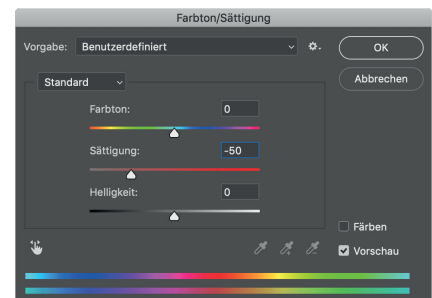 Farbton/Sättigung
Vorgabe: Benutzerdefiniert
OK
Abbrechen
Standard
Farbton: 0
Sättigung: -50
Helligkeit: 0
Färben
Vorschau